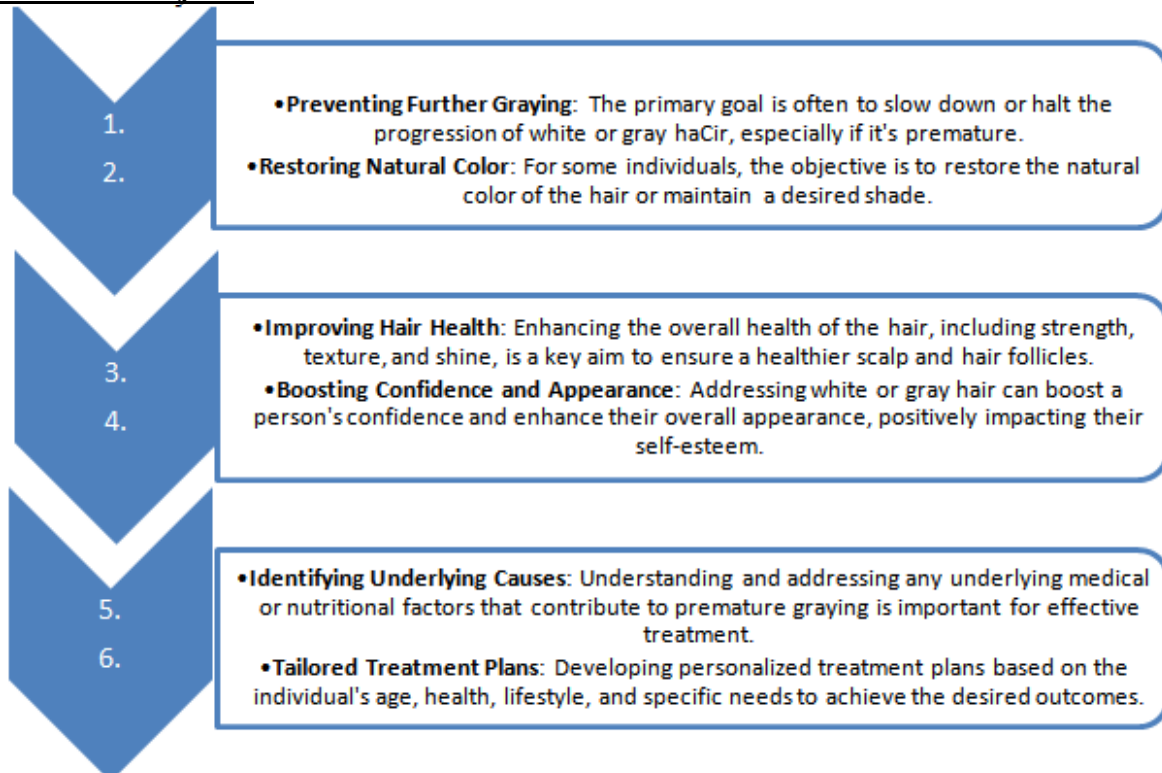 1.
2.
•Preventing Further Graying: The primary goal is often to slow down or halt the
progression of white or gray haCir, especially if it's premature.
•Restoring Natural Color: For some individuals, the objective is to restore the natural
color of the hair or maintain a desired shade.
3.
4.
•Improving Hair Health: Enhancing the overall health of the hair, including strength,
texture, and shine, is a key aim to ensure a healthier scalp and hair follicles.
•Boosting Confidence and Appearance: Addressing white or gray hair can boost a
person's confidence and enhance their overall appearance, positively impacting their
self-esteem.
5.
6.
•Identifying Underlying Causes: Understanding and addressing any underlying medical
or nutritional factors that contribute to premature graying is important for effective
treatment.
•Tailored Treatment Plans: Developing personalized treatment plans based on the
individual's age, health, lifestyle, and specific needs to achieve the desired outcomes.